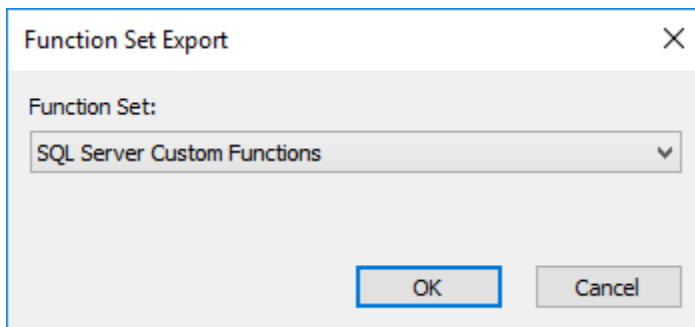 Function Set Export
Function Set:
SQL Server Custom Functions
OK
Cancel